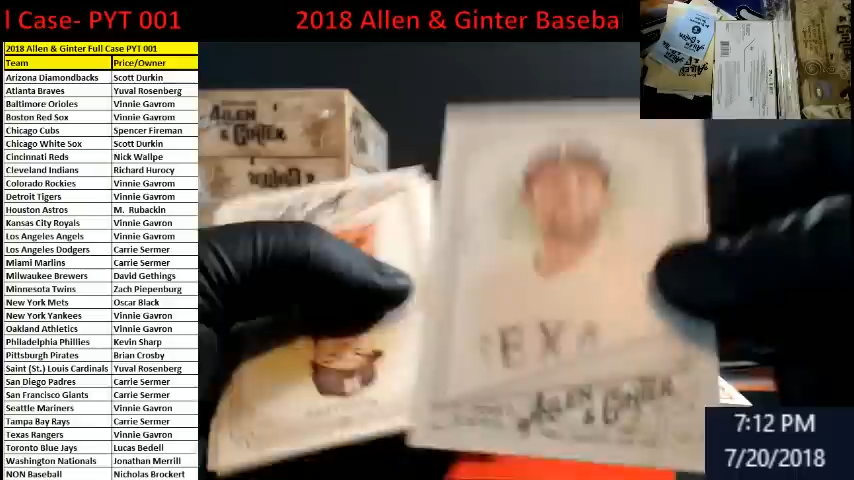 l Case- PYT 001
2018 Allen & Ginter Baseba
2018 Allen & Ginter Full Case PYT 001
Team Price/Owner
Arizona Diamondbacks Scott Durkin
Atlanta Braves Yuval Rosenberg
Baltimore Orioles Vinnie Gavrom
Boston Red Sox Vinnie Gavrom
Chicago Cubs Spencer Fireman
Chicago White Sox Scott Durkin
Cincinnati Reds Nick Wallpe
Cleveland Indians Richard Hurocy
Colorado Rockies Vinnie Gavrom
Detroit Tigers Vinnie Gavrom
Houston Astros M. Rubackin
Kansas City Royals Vinnie Gavron
Los Angeles Angels Vinnie Gavrom
Los Angeles Dodgers Carrie Sermer
Miami Marlins Carrie Sermer
Milwaukee Brewers David Gethings
Minnesota Twins Zach Piepenburg
New York Mets Oscar Black
New York Yankees Vinnie Gavron
Oakland Athletics Vinnie Gavron
Philadelphia Phillies Kevin Sharp
Pittsburgh Pirates Brian Crosby
Saint (St.) Louis Cardinals Yuval Rosenberg
San Diego Padres Carrie Sermer
San Francisco Giants Carrie Sermer
Seattle Mariners Vinnie Gavron
Tampa Bay Rays Carrie Sermer
Texas Rangers Vinnie Gavron
Toronto Blue Jays Lucas Bedell
Washington Nationals Jonathan Merrill
NON Baseball Nicholas Brockert
ALLEN
& GINTER
EXA
ALLEN
& GINTER
7:12 PM
7/20/2018